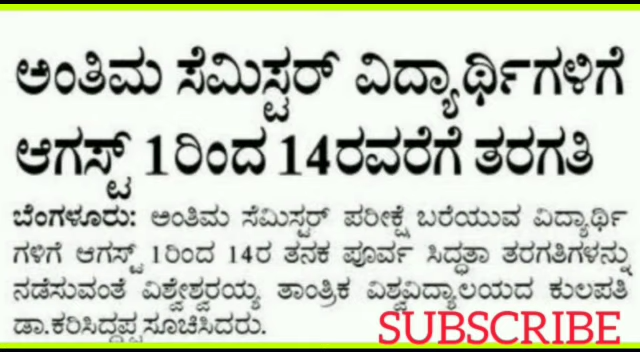 ಅಂತಿಮ ಸೆಮಿಸ್ಟರ್ ವಿದ್ಯಾರ್ಥಿಗಳಿಗೆ
ಆಗಸ್ಟ್ 1ರಿಂದ 14ರವರೆಗೆ ತರಗತಿ
ಬೆಂಗಳೂರು: ಅಂತಿಮ ಸೆಮಿಸ್ಟರ್ ಪರೀಕ್ಷೆ ಬರೆಯುವ ವಿದ್ಯಾರ್ಥಿ
ಗಳಿಗೆ ಆಗಸ್ಟ್ 1ರಿಂದ 14ರ ತನಕ ಪೂರ್ವ ಸಿದ್ಧತಾ ತರಗತಿಗಳನ್ನು
ನಡೆಸುವಂತೆ ವಿಶ್ವೇಶ್ವರಯ್ಯ ತಾಂತ್ರಿಕ ವಿಶ್ವವಿದ್ಯಾಲಯದ ಕುಲಪತಿ
ಡಾ.ಕರಿಸಿದ್ದಪ್ಪ ಸೂಚಿಸಿದರು.
SUBSCRIBE